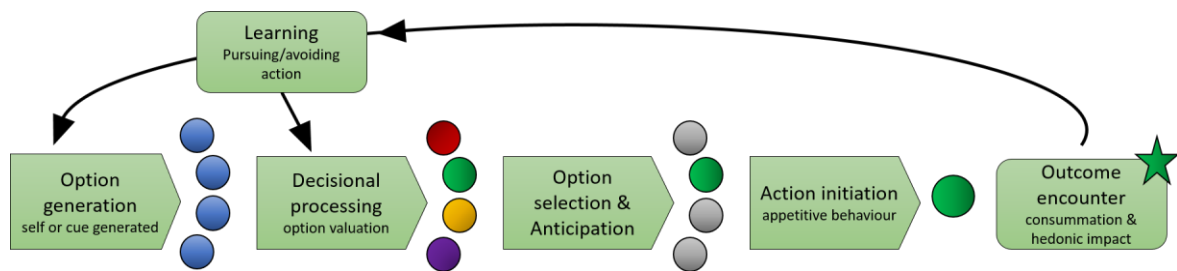 Learning
Pursuing/avoiding
action
Option
generation
self or cue generated
Decisional
processing
option valuation
Option
selection &
Anticipation
Action initiation
appetitive behaviour
Outcome
encounter
consummation &
hedonic impact